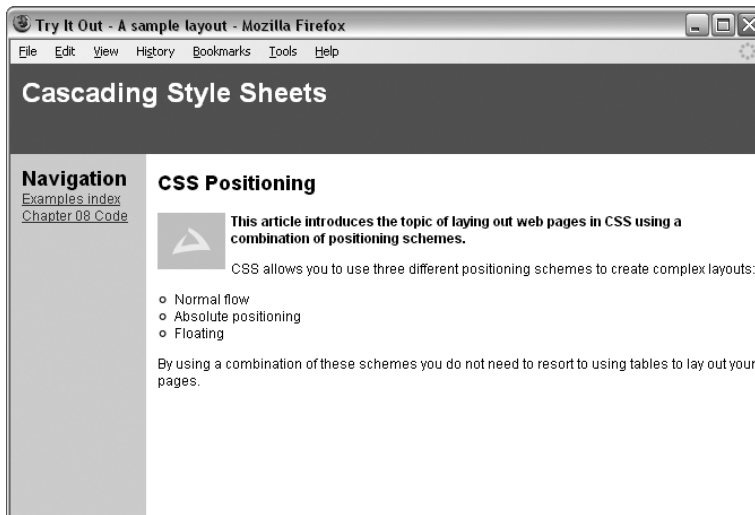 Try It Out - A sample layout - Mozilla Firefox
File Edit View History Bookmarks Tools Help
Cascading Style Sheets
Navigation
Examples index
Chapter 08 Code
CSS Positioning
This article introduces the topic of laying out web pages in CSS using a
combination of positioning schemes.
CSS allows you to use three different positioning schemes to create complex layouts:
Normal flow
Absolute positioning
Floating
By using a combination of these schemes you do not need to resort to using tables to lay out your
pages.